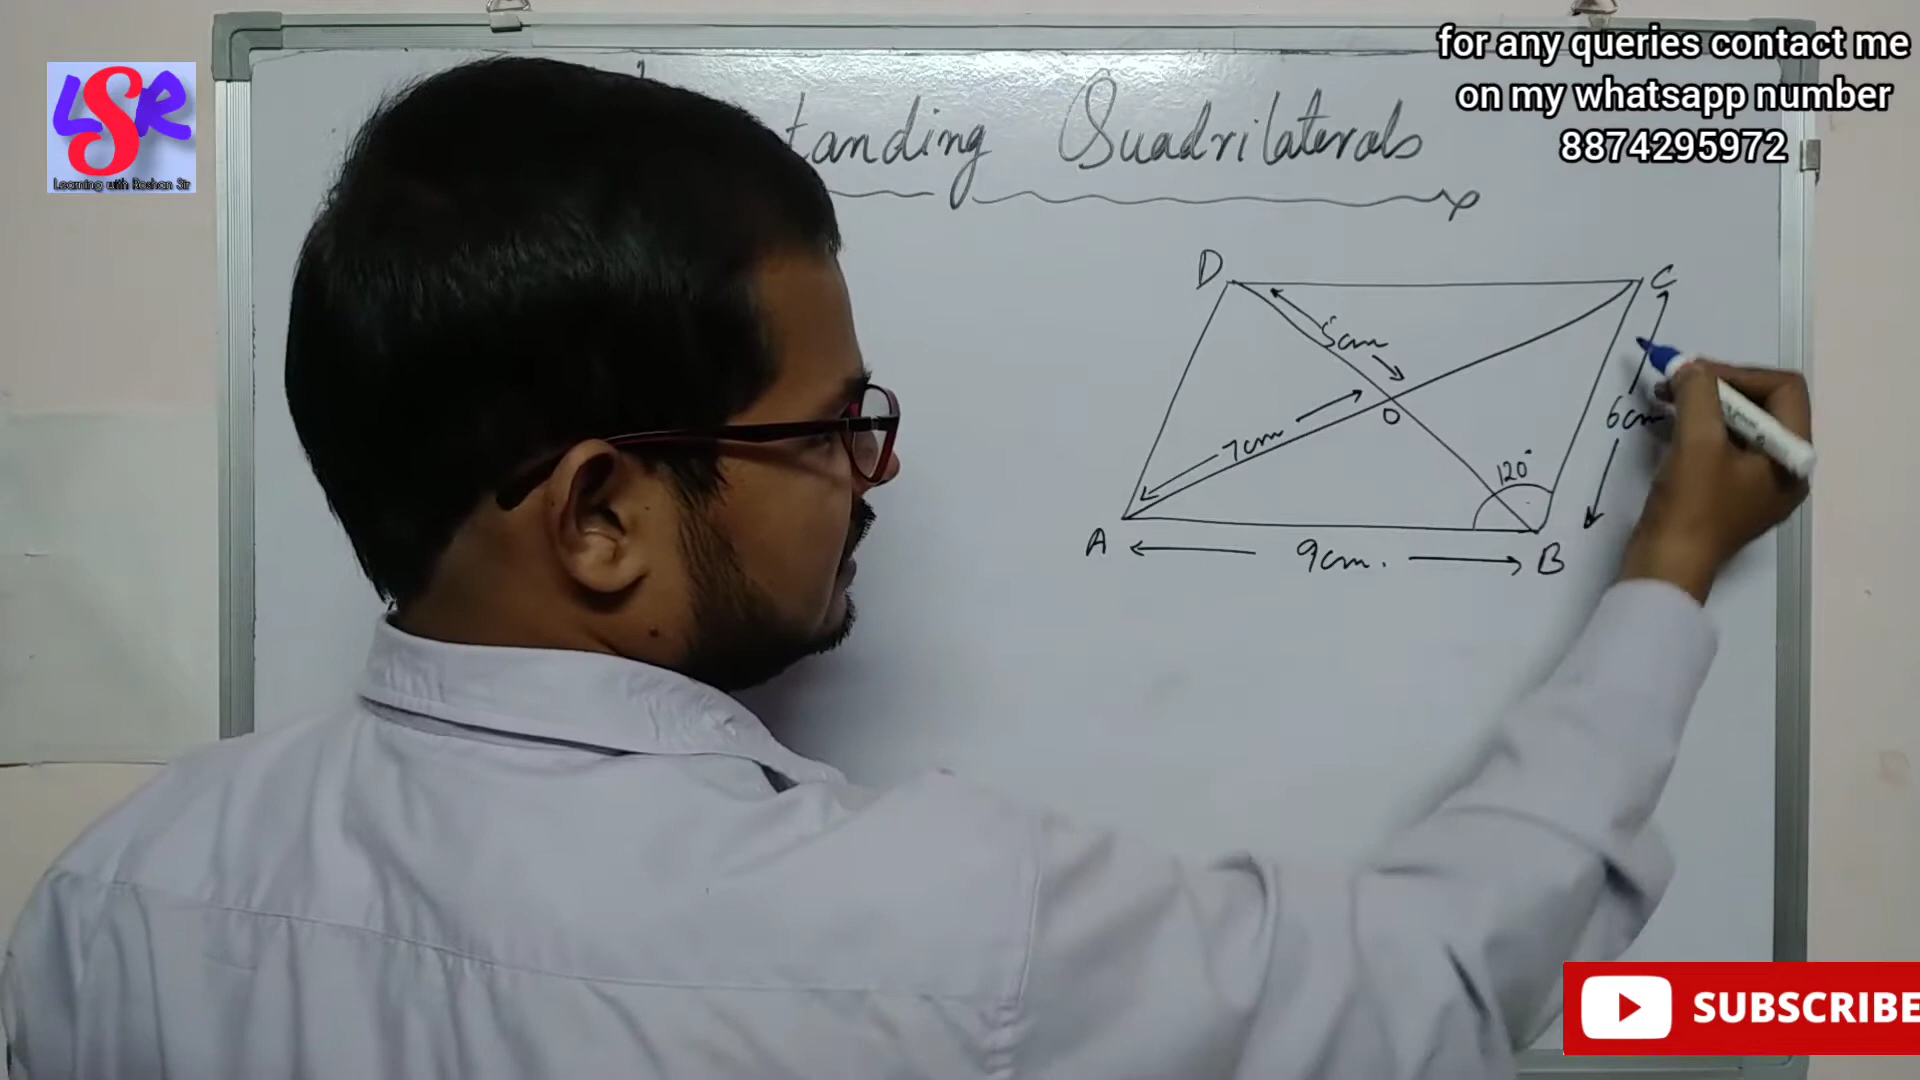 for any queries contact me
on my whatsapp number
8874295972
LSR
Learning with Roshan Sir
tanding Quadrilaterals
D
C
5cm
O
7cm
6cm
120°
A
9cm.
B
SUBSCRIBE